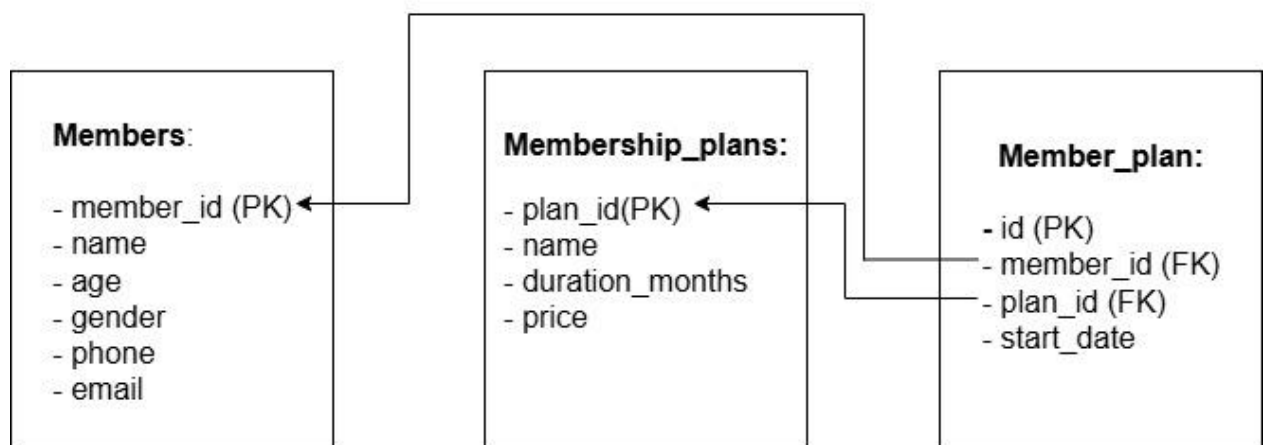 Members:
- member_id (PK)
- name
- age
- gender
- phone
- email
Membership_plans:
- plan_id(PK)
- name
- duration_months
- price
Member_plan:
- id (PK)
- member_id (FK)
- plan_id (FK)
- start_date